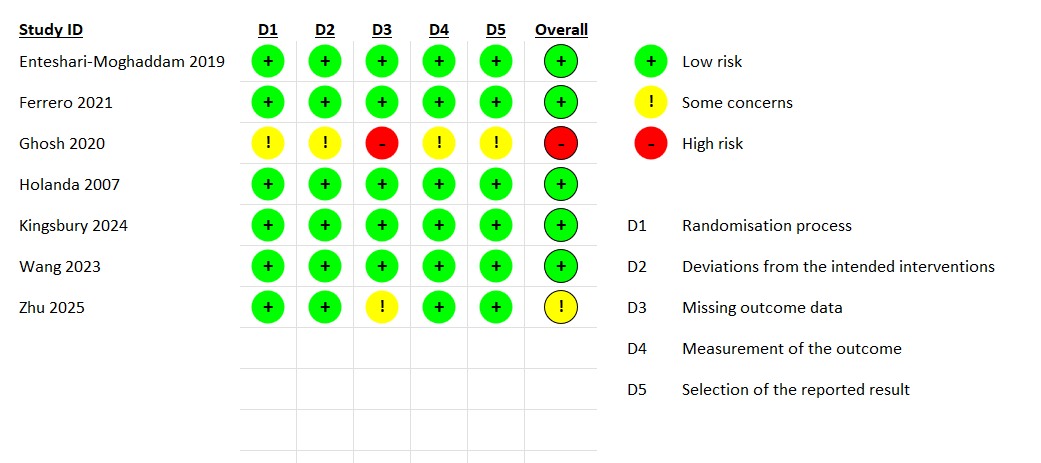 Study ID D1 D2 D3 D4 D5 Overall
Enteshari-Moghaddam 2019 + + + + + + + Low risk
Ferrero 2021 + + + + + + ! Some concerns
Ghosh 2020 ! ! - ! ! - - High risk
Holanda 2007 + + + + + +
Kingsbury 2024 + + + + + + D1 Randomisation process
Wang 2023 + + + + + + D2 Deviations from the intended interventions
Zhu 2025 + + ! + + ! D3 Missing outcome data
D4 Measurement of the outcome
D5 Selection of the reported result